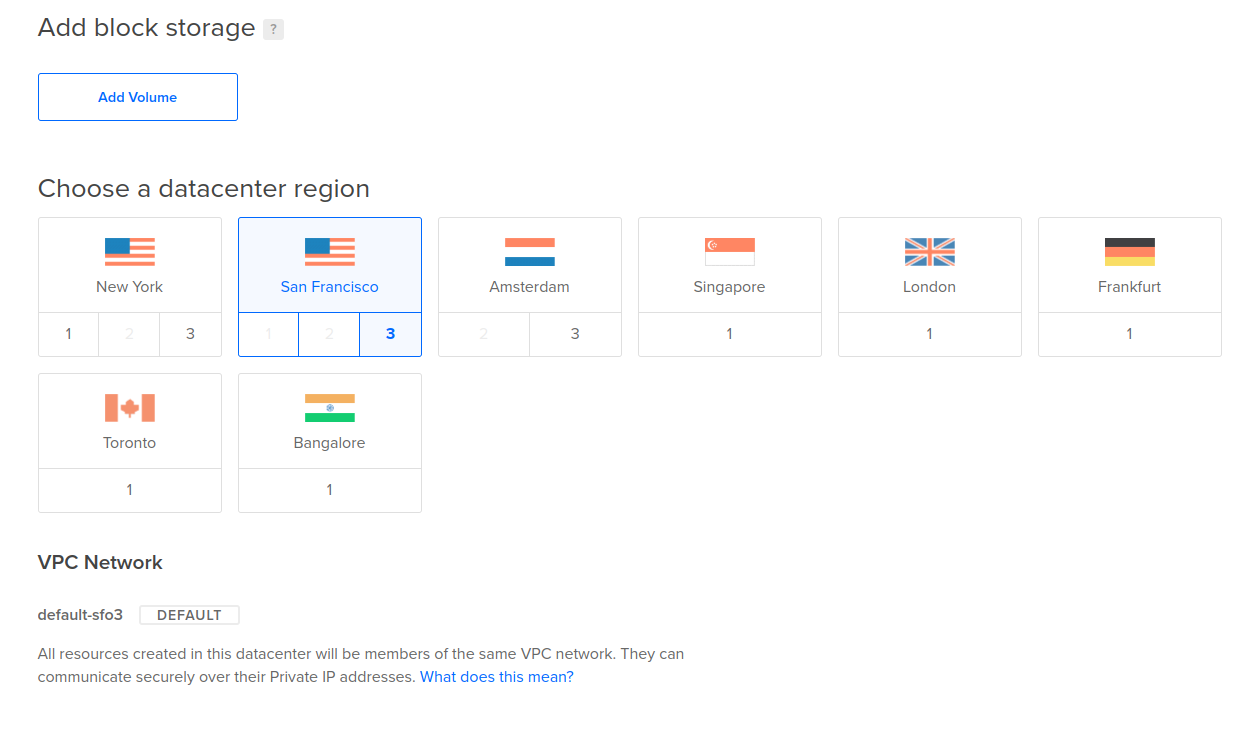 Add block storage ?
Add Volume
Choose a datacenter region
New York
1 2 3
San Francisco
1 2 3
Amsterdam
2 3
Singapore
1
London
1
Frankfurt
1
Toronto
1
Bangalore
1
VPC Network
default-sfo3 DEFAULT
All resources created in this datacenter will be members of the same VPC network. They can
communicate securely over their Private IP addresses. What does this mean?